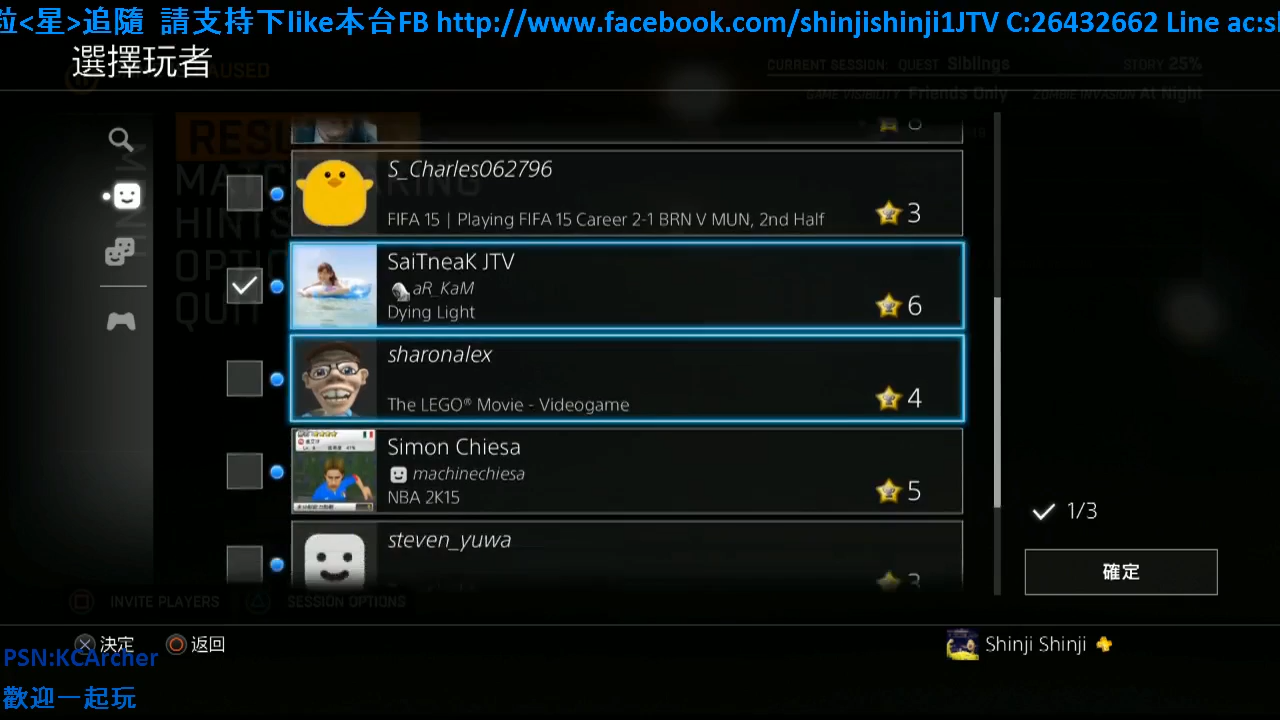 <星>追隨 請支持下like本台FB http://www.facebook.com/shinjishinji1JTV C:26432662 Line ac:sh
選擇玩者
PAUSED
CURRENT SESSION: QUEST Siblings
STORY 25%
GAME VISIBILITY Friends Only
ZOMBIE INVASION At Night
S_Charles062796
FIFA 15 | Playing FIFA 15 Career 2-1 BRN V MUN, 2nd Half
3
HINTS
SaiTneaK JTV
aR_KaM
Dying Light
6
QUIT
sharonalex
The LEGO® Movie - Videogame
4
Simon Chiesa
machinechiesa
NBA 2K15
5
1/3
steven_yuwa
3
確定
INVITE PLAYERS
SESSION OPTIONS
決定
返回
Shinji Shinji
PSN:KCArcher
歡迎一起玩